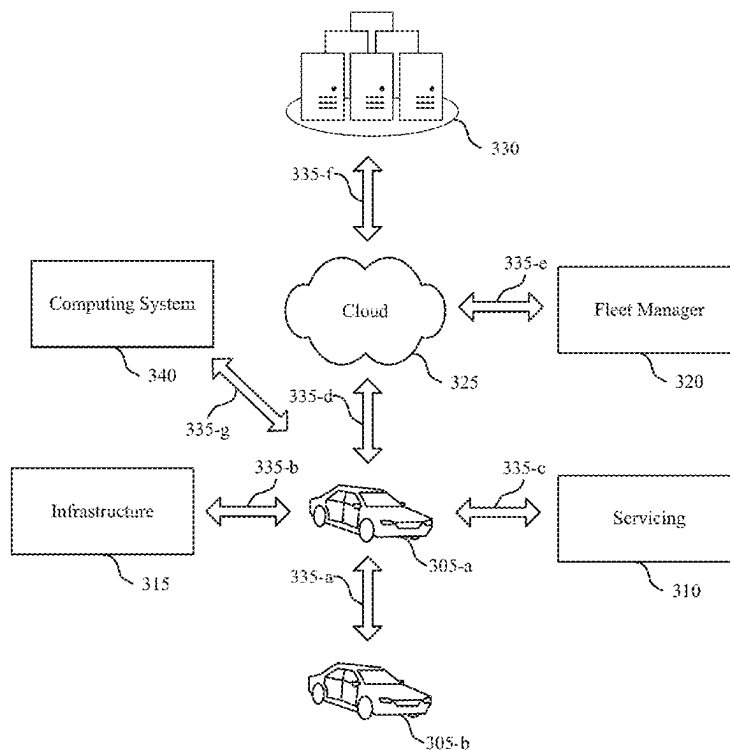 330
335-f
335-e
Computing System
Cloud
Fleet Manager
340
325
320
335-g
335-d
335-b
335-c
Infrastructure
Servicing
315
305-a
310
335-a
305-b